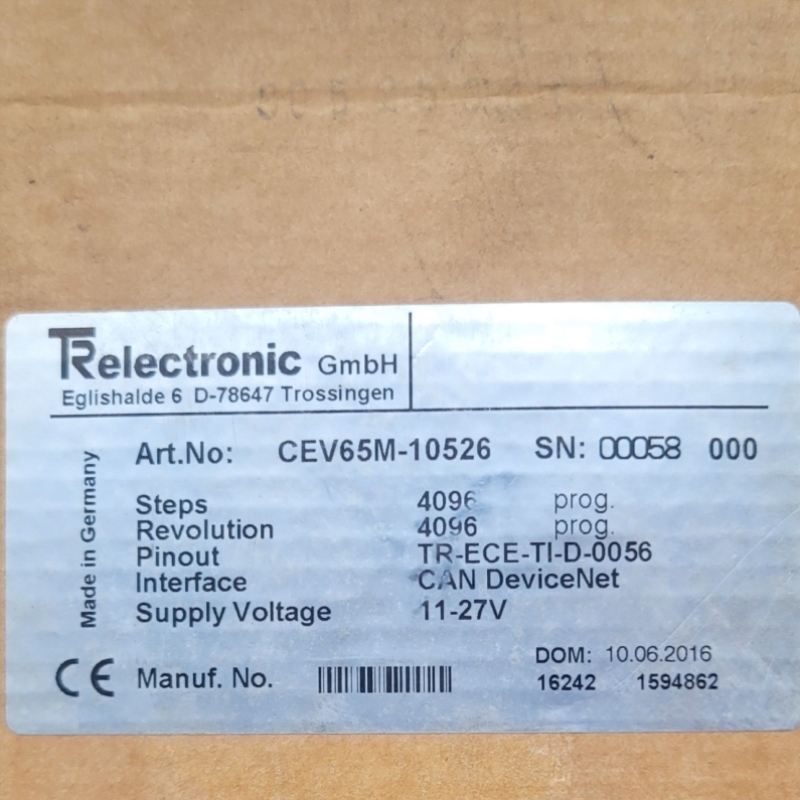 TRelectronic GmbH
Eglishalde 6 D-78647 Trossingen
Made in Germany
Art.No: CEV65M-10526 SN: 00058 000
Steps 4096 prog.
Revolution 4096 prog.
Pinout TR-ECE-TI-D-0056
Interface CAN DeviceNet
Supply Voltage 11-27V
DOM: 10.06.2016
CE Manuf. No. 16242 1594862